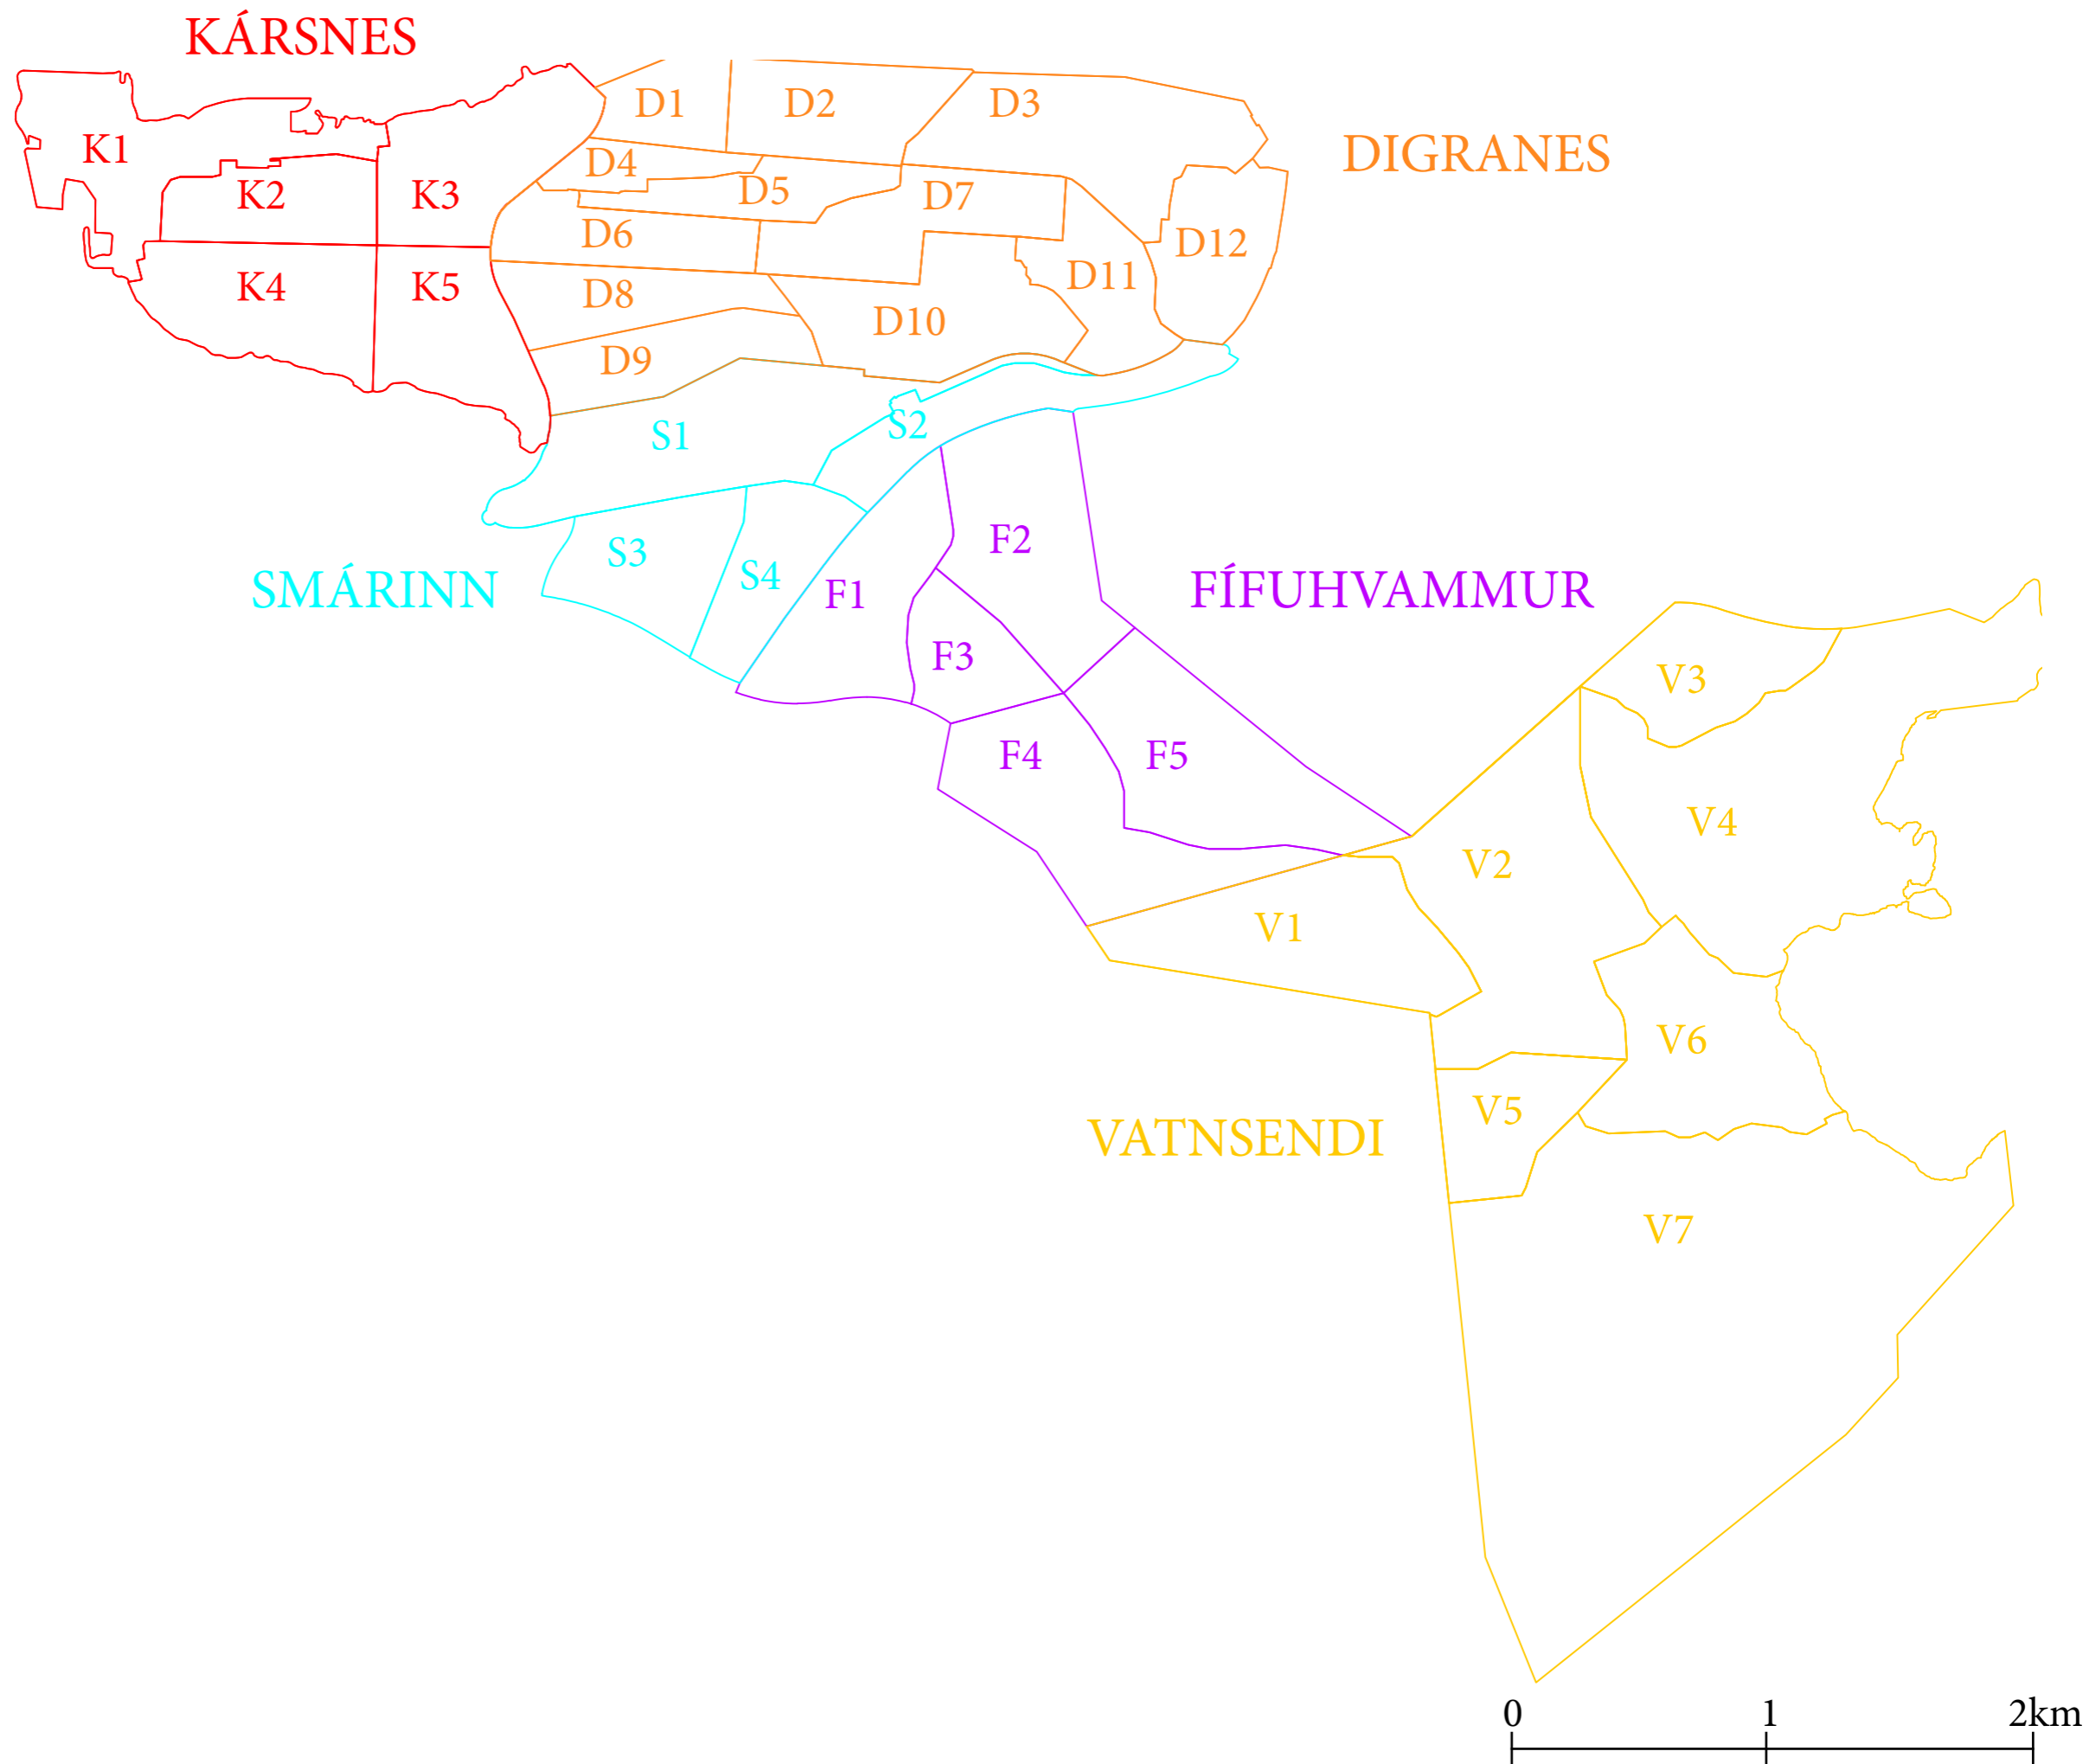 KÁRSNES
D1
D2
D3
K1
DIGRANES
D4
K2
K3
D5
D7
D6
D12
K4
K5
D8
D11
D10
D9
S1
S2
F2
S3
S4
SMÁRINN
F1
FÍFUHVAMMUR
F3
V3
F4
F5
V4
V2
V1
V6
V5
VATNSENDI
V7
0 1 2km